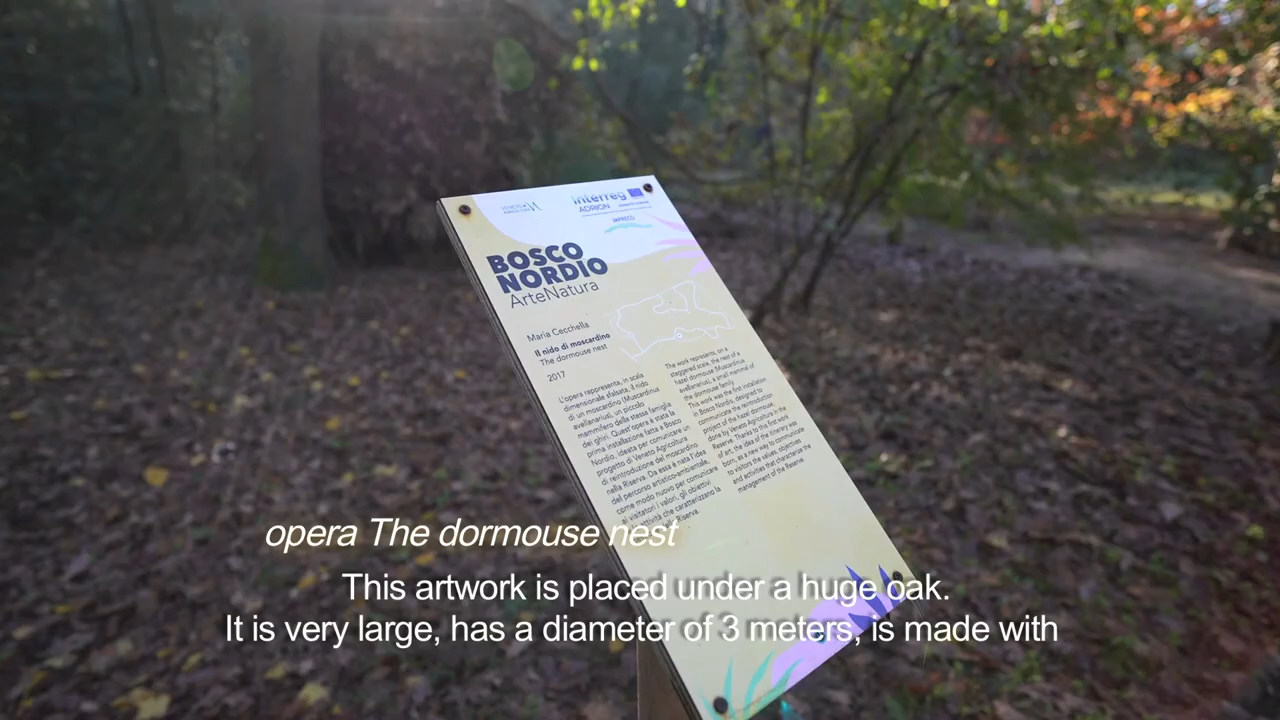 VENETO
AGRICOLTURA
Interreg
ADRION
IMPRECO
BOSCO
NORDIO
ArteNatura
Maria Cecchella
Il nido di moscardino
The dormouse nest
2017
L'opera rappresenta, in scala
dimensionale sfalsata, il nido
di un moscardino (Muscardinus
avellanarius), un piccolo
mammifero della stessa famiglia
dei ghiri. Quest'opera è stata la
prima installazione fatta a Bosco
Nordio, ideata per comunicare un
progetto di Veneto Agricoltura
di reintroduzione del moscardino
nella Riserva. Da essa è nata l'idea
del percorso artistico-ambientale,
come modo nuovo per comunicare
ai visitatori i valori, gli obiettivi
attività che caratterizzano la
Riserva.
The work represents, on a
staggered scale, the nest of a
hazel dormouse (Muscardinus
avellanarius), a small mammal of
the dormouse family.
This work was the first installation
in Bosco Nordio, designed to
communicate the reintroduction
project of the hazel dormouse,
done by Veneto Agricoltura in the
Reserve. Thanks to this first work
of art, the idea of the itinerary was
born, as a new way to communicate
to visitors the values, objectives
and activities that characterize the
management of the Reserve.
opera The dormouse nest
This artwork is placed under a huge oak.
It is very large, has a diameter of 3 meters, is made with